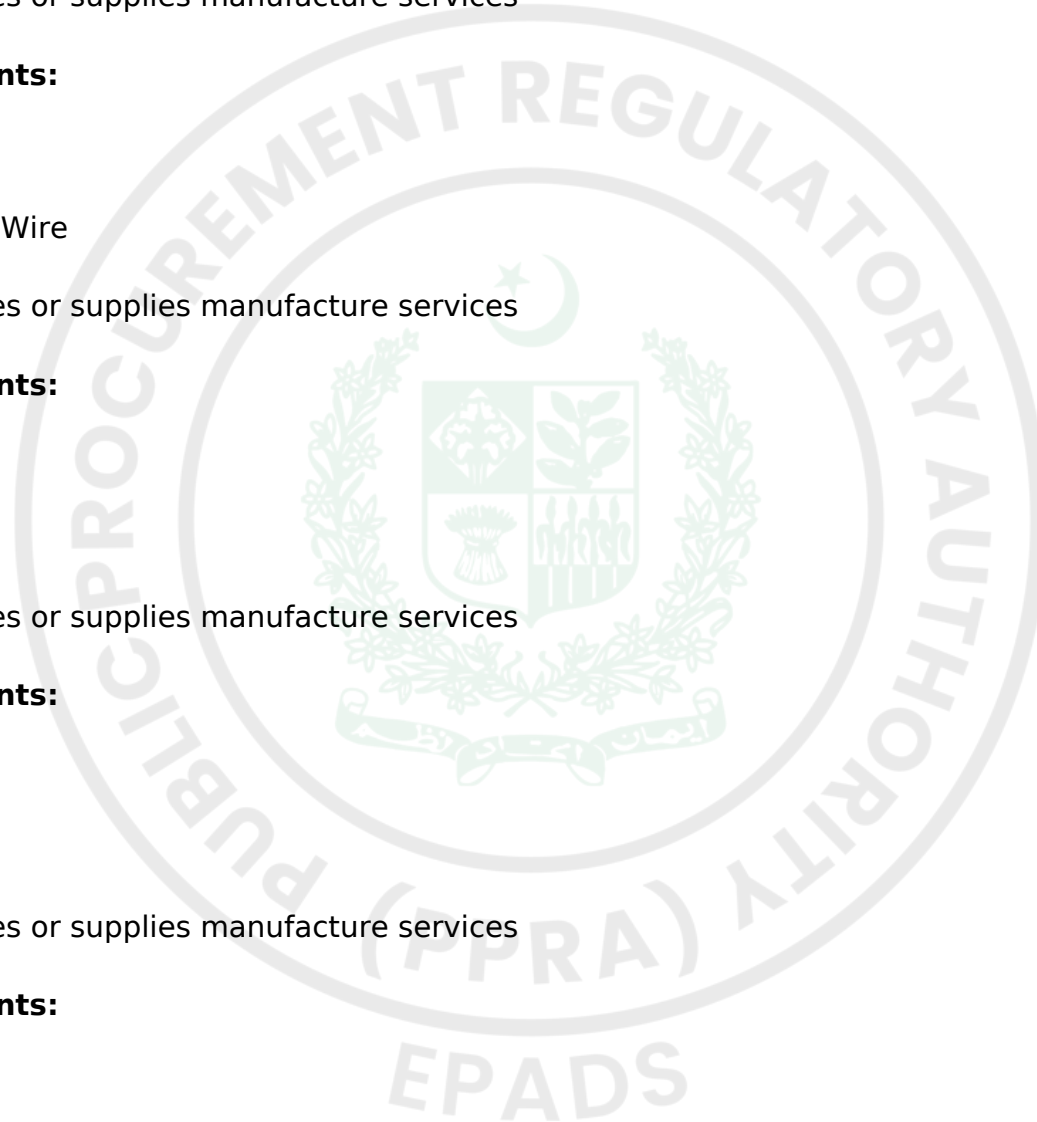 es or supplies manufacture services
nts:
Wire
es or supplies manufacture services
nts:
es or supplies manufacture services
nts:
es or supplies manufacture services
nts:
PUBLIC PROCUREMENT REGULATORY AUTHORITY
(PPRA)
EPADS